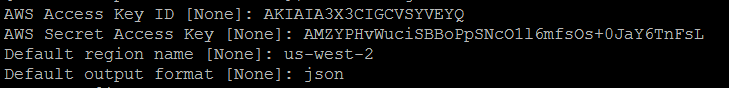 AWS Access Key ID [None]: AKIAIA3X3CIGCVSYVEYQ
AWS Secret Access Key [None]: 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
Default region name [None]: us-west-2
Default output format [None]: json